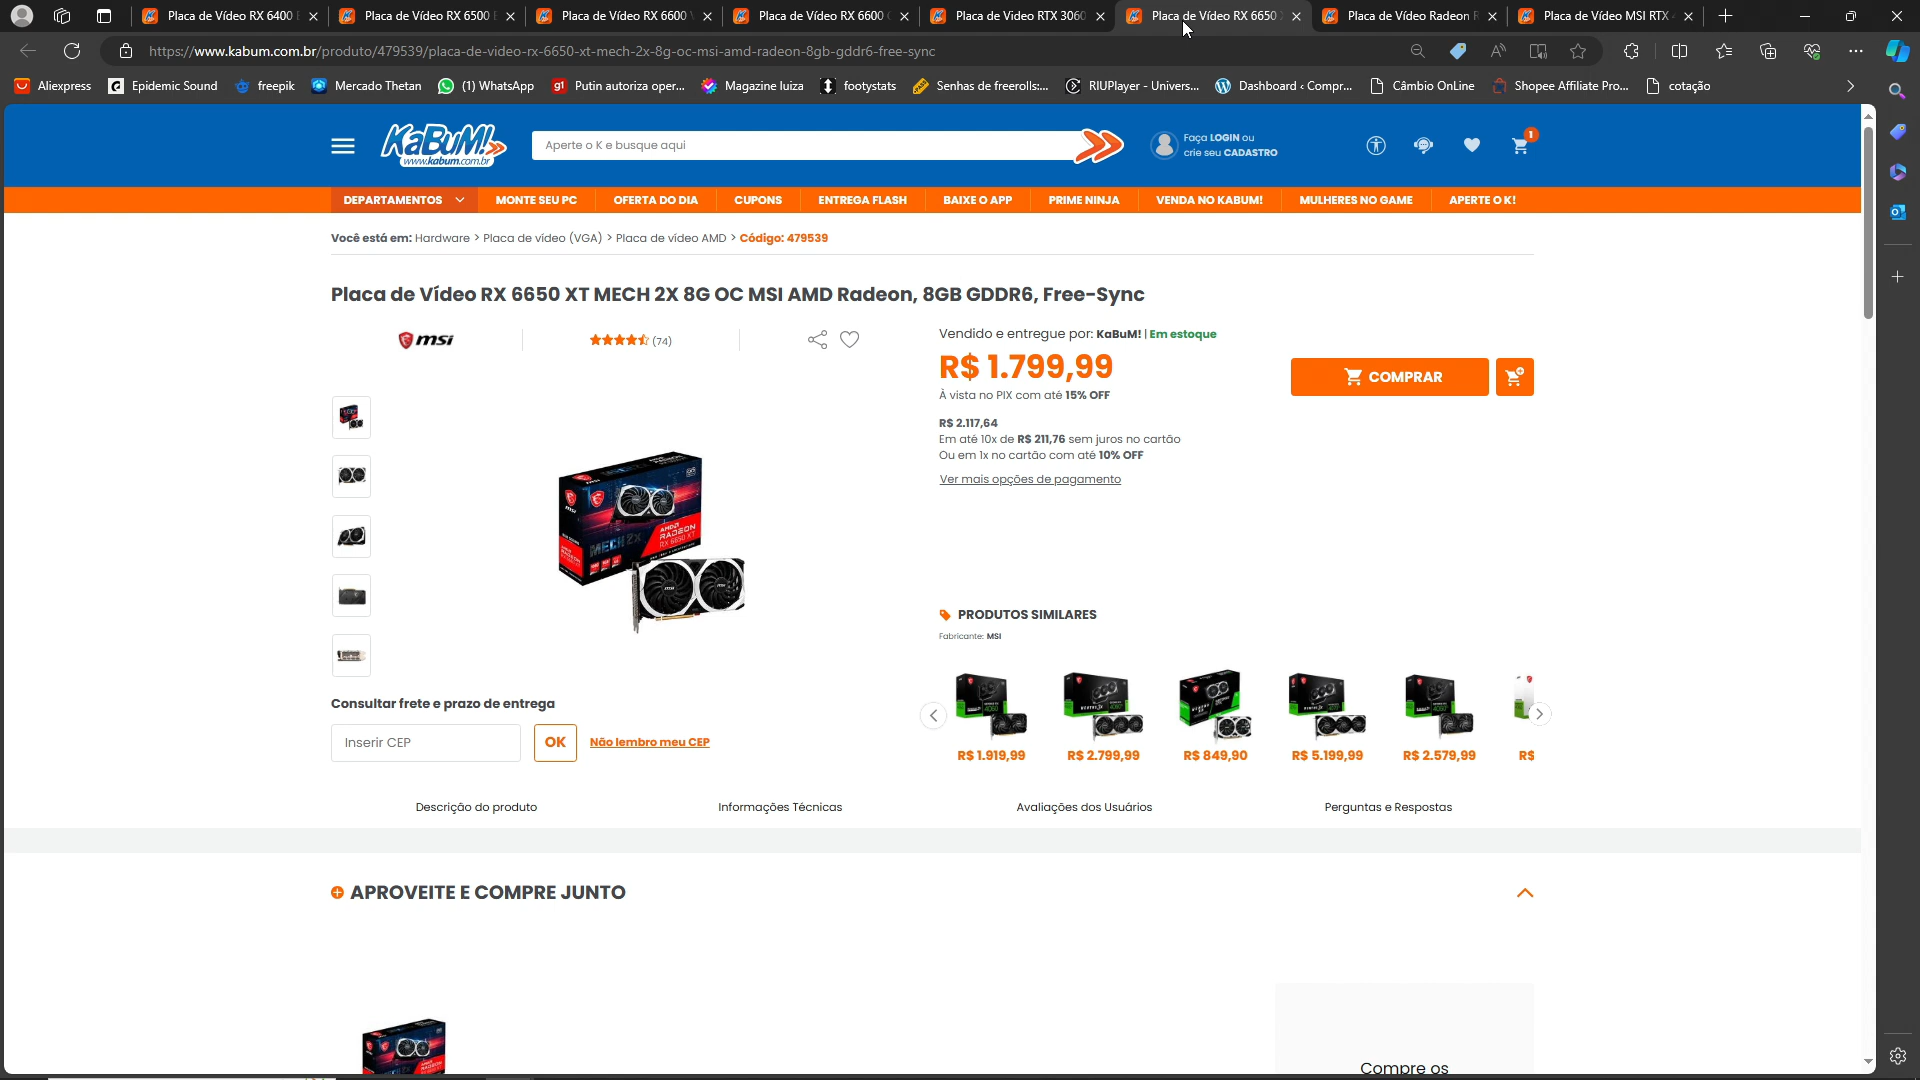 Placa de Vídeo RX 6400
Placa de Vídeo RX 6500
Placa de Vídeo RX 6600
Placa de Vídeo RX 6600
Placa de Video RTX 3060
Placa de Vídeo RX 6650
Placa de Vídeo Radeon
Placa de Vídeo MSI RTX
https://www.kabum.com.br/produto/479539/placa-de-video-rx-6650-xt-mech-2x-8g-oc-msi-amd-radeon-8gb-gddr6-free-sync
Aliexpress
Epidemic Sound
freepik
Mercado Thetan
(1) WhatsApp
g1 Putin autoriza oper...
Magazine luiza
footystats
Senhas de freerolls:...
RIUPlayer - Univers...
Dashboard ‹ Compr...
Câmbio OnLine
Shopee Affiliate Pro...
cotação
KaBuM!
www.kabum.com.br
Aperte o K e busque aqui
Faça LOGIN ou
crie seu CADASTRO
1
DEPARTAMENTOS
MONTE SEU PC
OFERTA DO DIA
CUPONS
ENTREGA FLASH
BAIXE O APP
PRIME NINJA
VENDA NO KABUM!
MULHERES NO GAME
APERTE O K!
Você está em: Hardware > Placa de vídeo (VGA) > Placa de vídeo AMD > Código: 479539
Placa de Vídeo RX 6650 XT MECH 2X 8G OC MSI AMD Radeon, 8GB GDDR6, Free-Sync
msi
(74)
Vendido e entregue por: KaBuM! | Em estoque
R$ 1.799,99
À vista no PIX com até 15% OFF
COMPRAR
R$ 2.117,64
Em até 10x de R$ 211,76 sem juros no cartão
Ou em 1x no cartão com até 10% OFF
Ver mais opções de pagamento
MECH 2X
AMD
RADEON
RX 6650 XT
PRODUTOS SIMILARES
Fabricante: MSI
R$ 1.919,99
R$ 2.799,99
R$ 849,90
R$ 5.199,99
R$ 2.579,99
R$
Consultar frete e prazo de entrega
Inserir CEP
OK
Não lembro meu CEP
Descrição do produto
Informações Técnicas
Avaliações dos Usuários
Perguntas e Respostas
APROVEITE E COMPRE JUNTO
Compre os